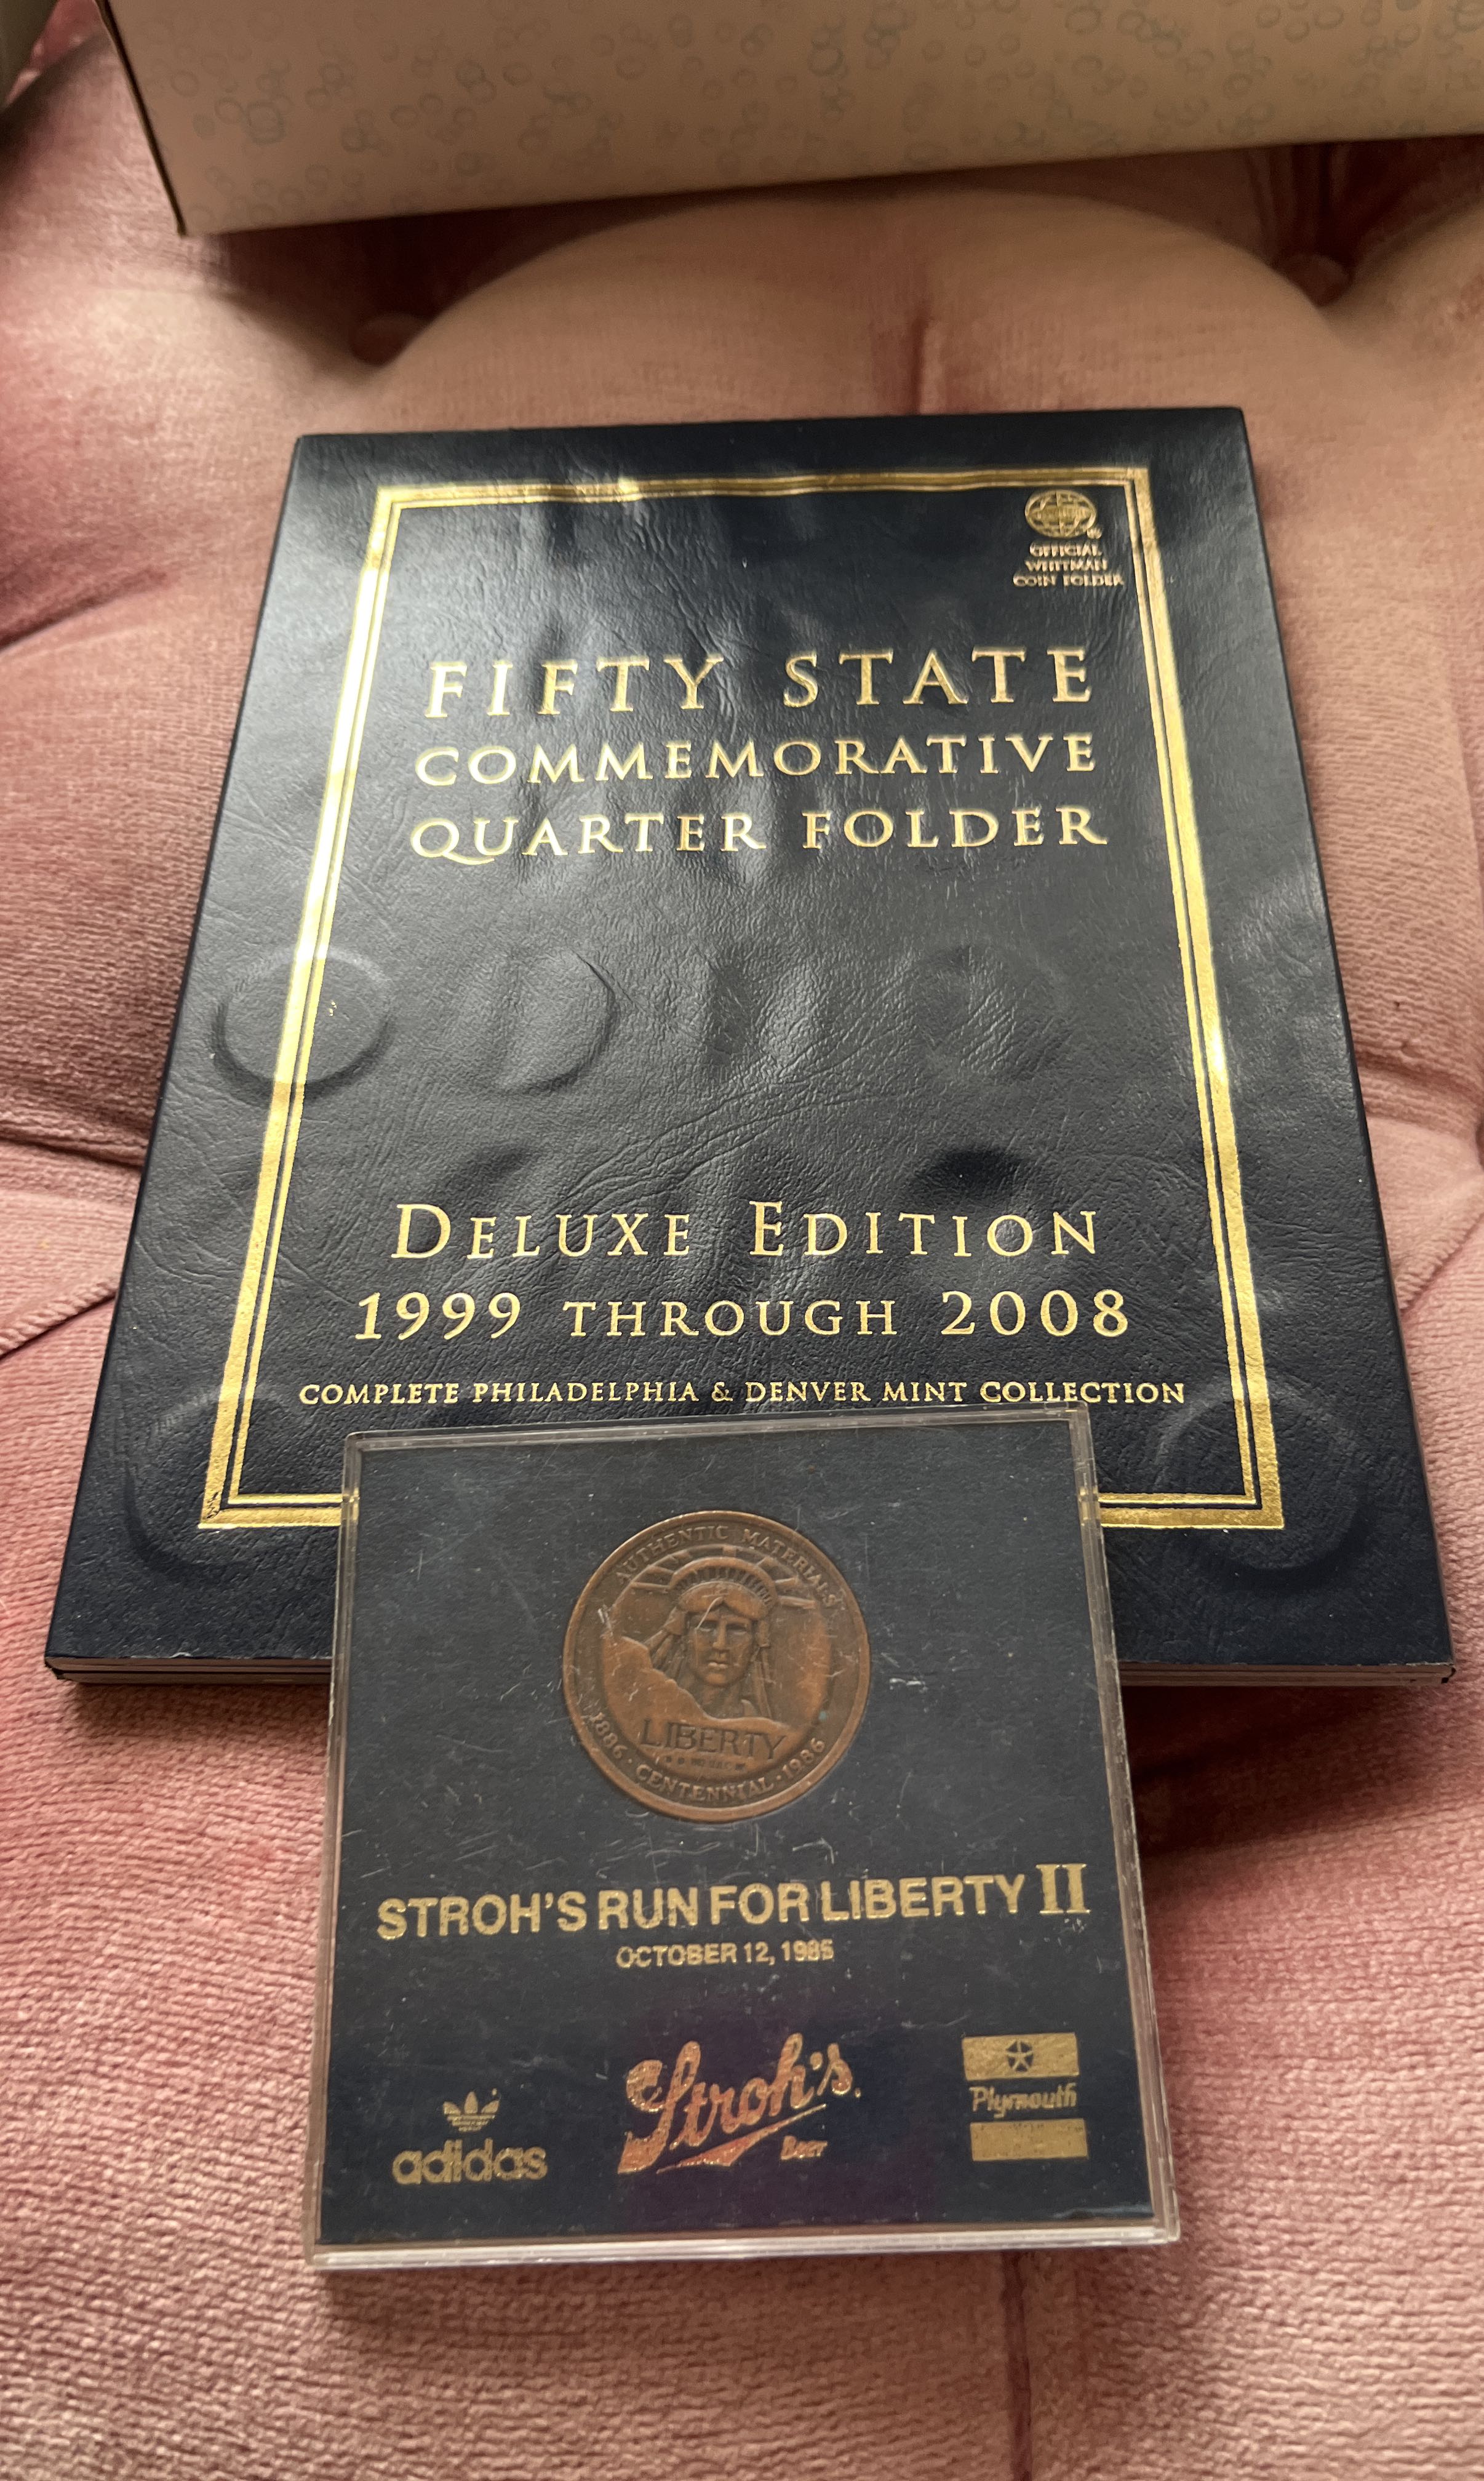 OFFICIAL
WHITMAN
COIN FOLDER
FIFTY STATE
COMMEMORATIVE
QUARTER FOLDER
DELUXE EDITION
1999 THROUGH 2008
COMPLETE PHILADELPHIA & DENVER MINT COLLECTION
AUTHENTIC MATERIALS
LIBERTY
1886 · CENTENNIAL · 1986
STROH'S RUN FOR LIBERTY II
OCTOBER 12, 1985
adidas
Stroh's
Beer
Plymouth